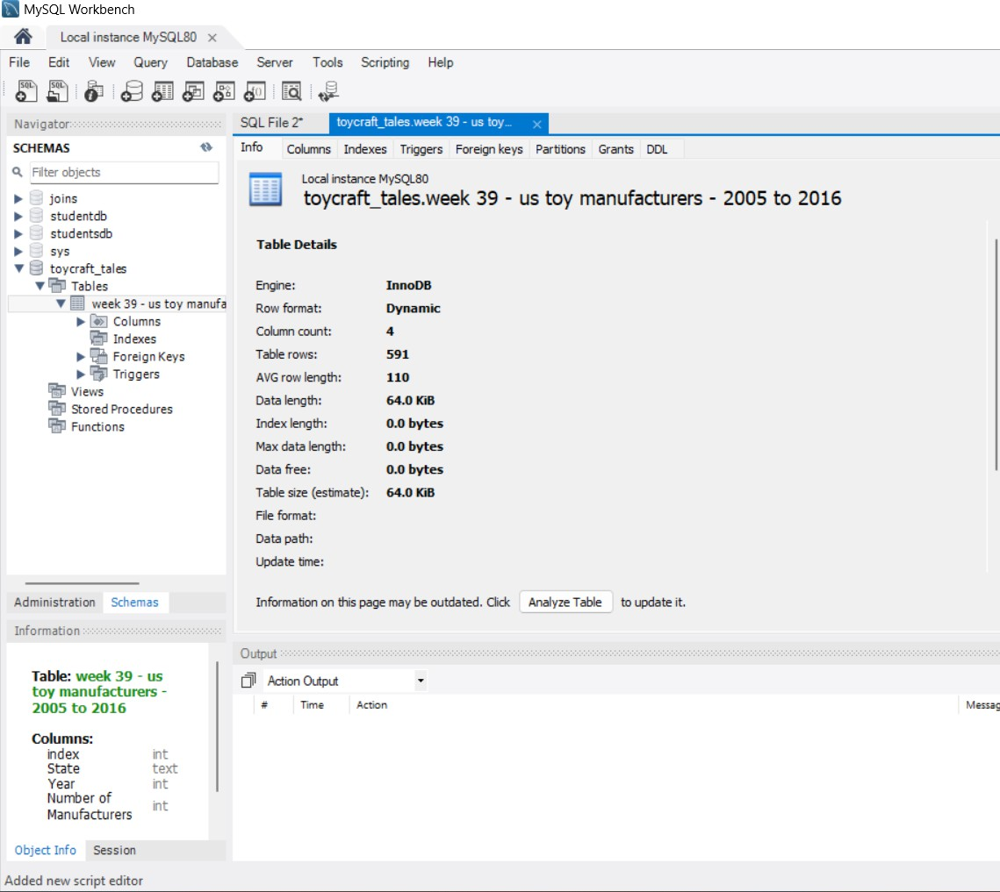 MySQL Workbench
Local instance MySQL80
File Edit View Query Database Server Tools Scripting Help
Navigator
SCHEMAS
Filter objects
joins
studentdb
studentsdb
sys
toycraft_tales
Tables
week 39 - us toy manufa
Columns
Indexes
Foreign Keys
Triggers
Views
Stored Procedures
Functions
Administration Schemas
Information
Table: week 39 - us
toy manufacturers -
2005 to 2016
Columns:
index int
State text
Year int
Number of
Manufacturers int
Object Info Session
SQL File 2* toycraft_tales.week 39 - us toy...
Info Columns Indexes Triggers Foreign keys Partitions Grants DDL
Local instance MySQL80
toycraft_tales.week 39 - us toy manufacturers - 2005 to 2016
Table Details
Engine: InnoDB
Row format: Dynamic
Column count: 4
Table rows: 591
AVG row length: 110
Data length: 64.0 KiB
Index length: 0.0 bytes
Max data length: 0.0 bytes
Data free: 0.0 bytes
Table size (estimate): 64.0 KiB
File format:
Data path:
Update time:
Information on this page may be outdated. Click Analyze Table to update it.
Output
Action Output
# Time Action Messag
Added new script editor